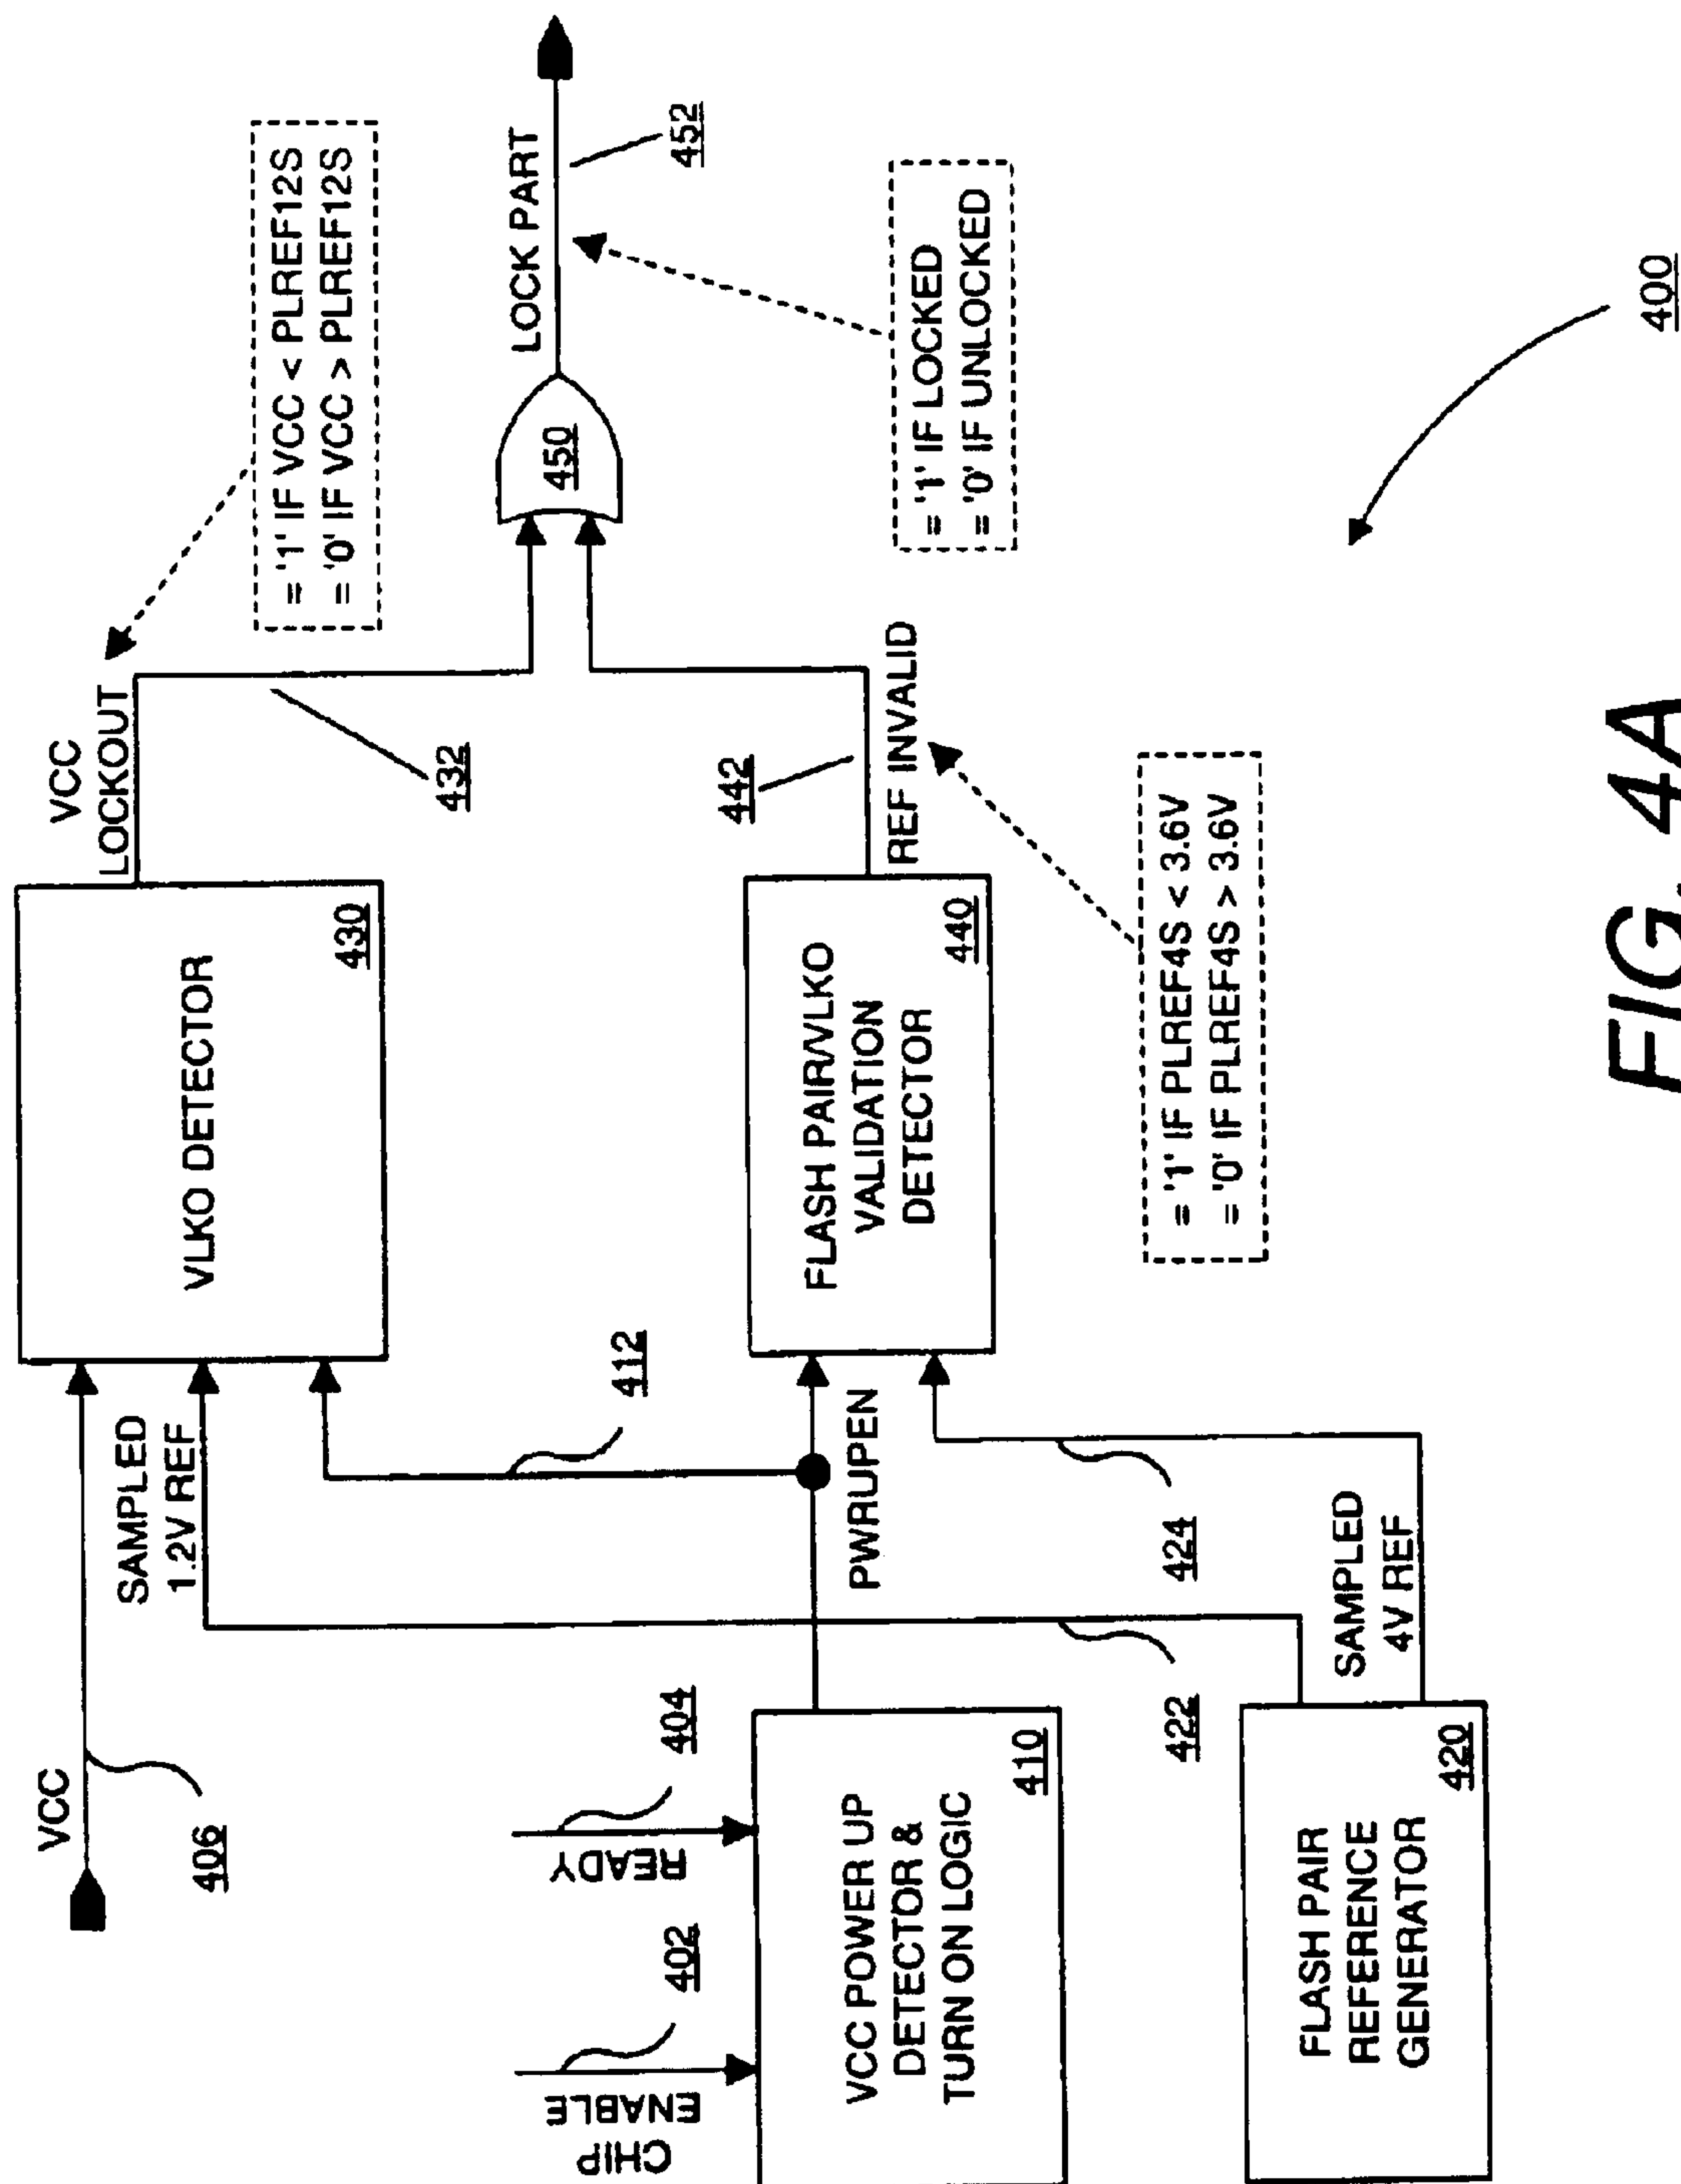 VCC
406
SAMPLED
1.2V REF
VLKO DETECTOR
430
VCC
LOCKOUT
432
= '1' IF VCC < PLREF12S
= '0' IF VCC > PLREF12S
CHIP
ENABLE
402
READY
404
VCC POWER UP
DETECTOR &
TURN ON LOGIC
410
412
PWRUPEN
FLASH PAIR/VLKO
VALIDATION
DETECTOR
440
442
REF INVALID
450
LOCK PART
452
= '1' IF LOCKED
= '0' IF UNLOCKED
FLASH PAIR
REFERENCE
GENERATOR
420
422
SAMPLED
4V REF
424
= '1' IF PLREF4S < 3.6V
= '0' IF PLREF4S > 3.6V
400
FIG. 4A